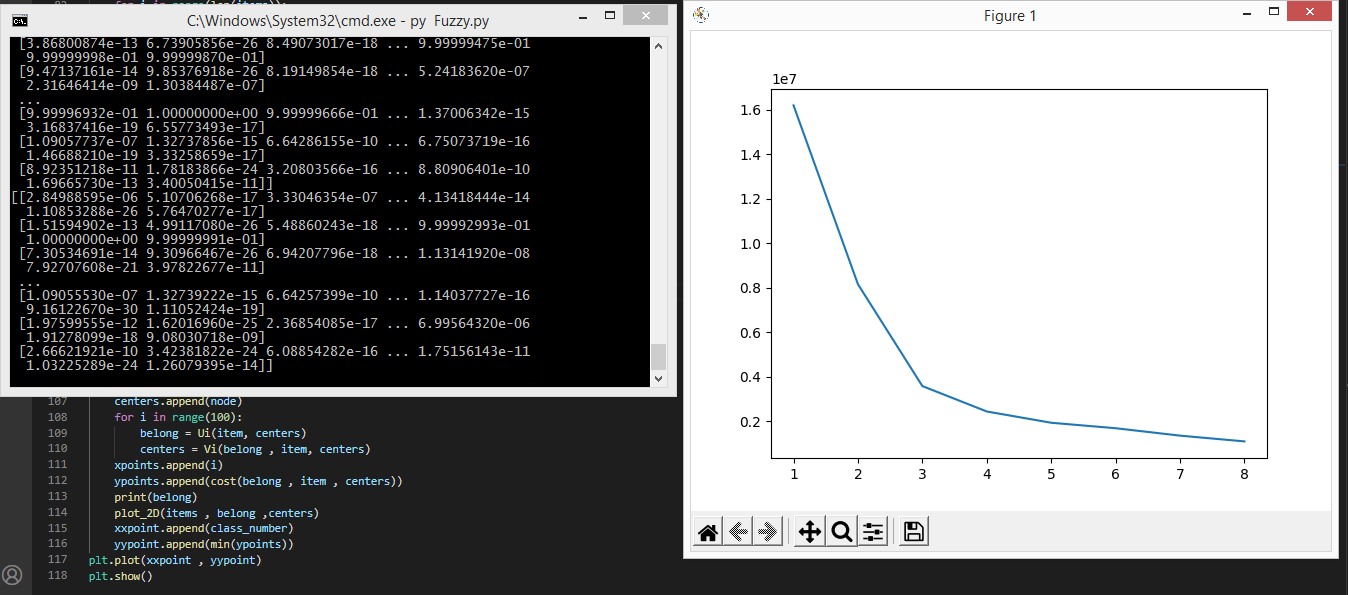 C:\Windows\System32\cmd.exe - py  Fuzzy.py
[3.86800874e-13 6.73905856e-26 8.49073017e-18 ... 9.99999475e-01
9.99999998e-01 9.99999870e-01]
[9.47137161e-14 9.85376918e-26 8.19149854e-18 ... 5.24183620e-07
2.31646414e-09 1.30384487e-07]
...
[9.99996932e-01 1.00000000e+00 9.99999666e-01 ... 1.37006342e-15
3.16837416e-19 6.55773493e-17]
[1.09057737e-07 1.32737856e-15 6.64286155e-10 ... 6.75073719e-16
1.46688210e-19 3.33258659e-17]
[8.92351218e-11 1.78183866e-24 3.20803566e-16 ... 8.80906401e-10
1.69665730e-13 3.40050415e-11]]
[[2.84988595e-06 5.10706268e-17 3.33046354e-07 ... 4.13418444e-14
1.10853288e-26 5.76470277e-17]
[1.51594902e-13 4.99117080e-26 5.48860243e-18 ... 9.99992993e-01
1.00000000e+00 9.99999991e-01]
[7.30534691e-14 9.30966467e-26 6.94207796e-18 ... 1.13141920e-08
7.92707608e-21 3.97822677e-11]
...
[1.09055530e-07 1.32739222e-15 6.64257399e-10 ... 1.14037727e-16
9.16122670e-30 1.11052424e-19]
[1.97599555e-12 1.62016960e-25 2.36854085e-17 ... 6.99564320e-06
1.91278099e-18 9.08030718e-09]
[2.66621921e-10 3.42381822e-24 6.08854282e-16 ... 1.75156143e-11
1.03225289e-24 1.26079395e-14]]
107 centers.append(node)
108 for i in range(100):
109 belong = Ui(item, centers)
110 centers = Vi(belong , item, centers)
111 xpoints.append(i)
112 ypoints.append(cost(belong , item , centers))
113 print(belong)
114 plot_2D(items , belong ,centers)
115 xxpoint.append(class_number)
116 yypoint.append(min(ypoints))
117 plt.plot(xxpoint , yypoint)
118 plt.show()
Figure 1
1e7
1.6
1.4
1.2
1.0
0.8
0.6
0.4
0.2
1 2 3 4 5 6 7 8